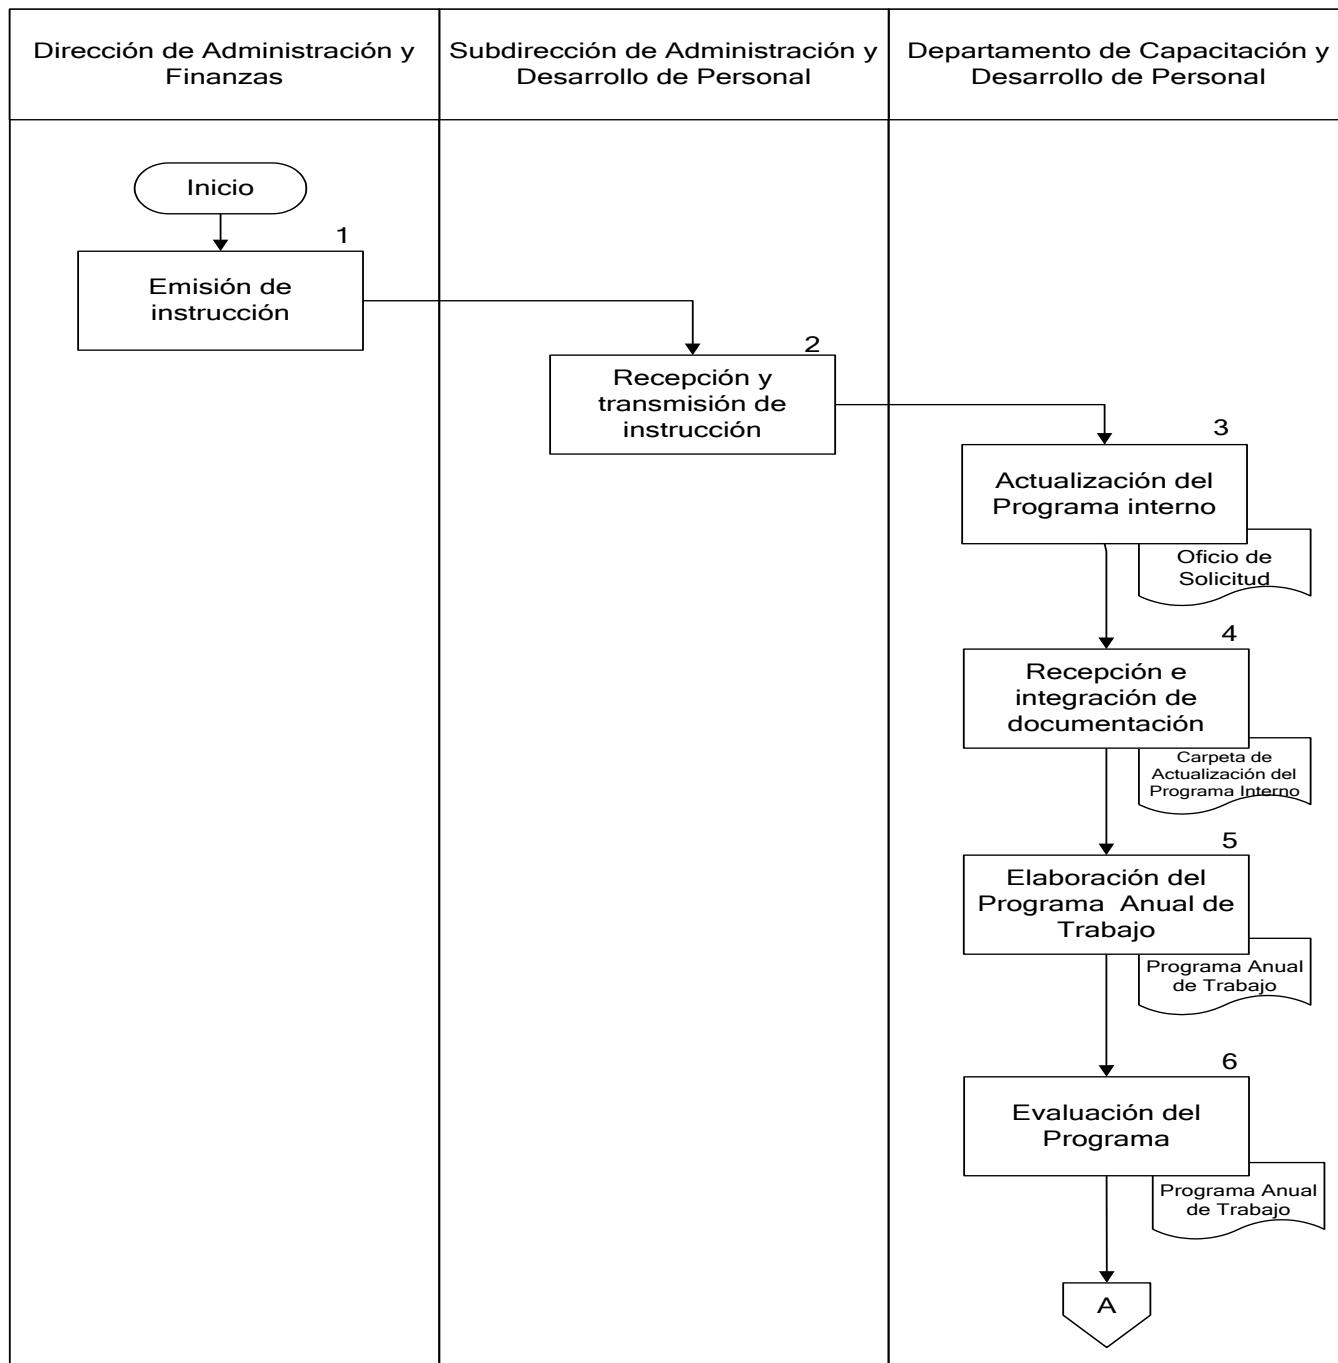 Dirección de Administración y
Finanzas
Subdirección de Administración y
Desarrollo de Personal
Departamento de Capacitación y
Desarrollo de Personal
Inicio
1
Emisión de
instrucción
2
Recepción y
transmisión de
instrucción
3
Actualización del
Programa interno
Oficio de
Solicitud
4
Recepción e
integración de
documentación
Carpeta de
Actualización del
Programa Interno
5
Elaboración del
Programa Anual de
Trabajo
Programa Anual
de Trabajo
6
Evaluación del
Programa
Programa Anual
de Trabajo
A